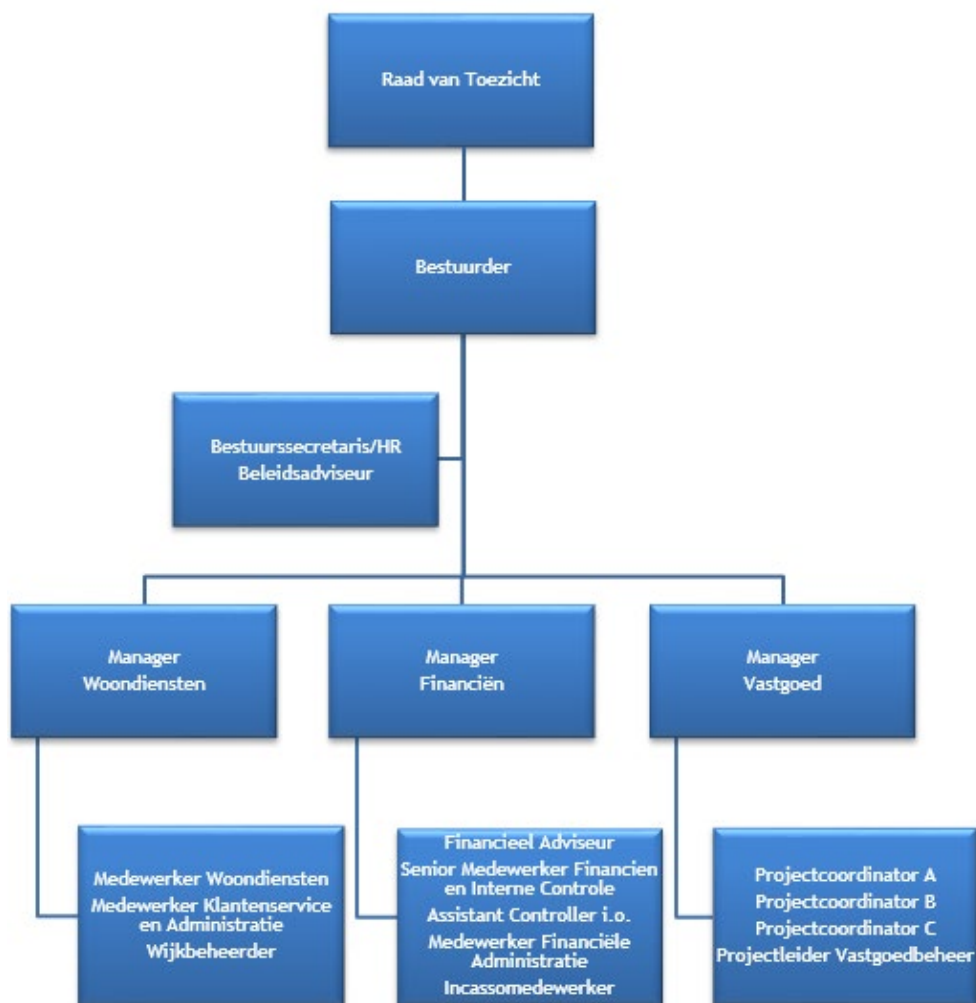 Raad van Toezicht
Bestuurder
Bestuurssecretaris/HR
Beleidsadviseur
Manager
Woondiensten
Manager
Financiën
Manager
Vastgoed
Medewerker Woondiensten
Medewerker Klantenservice
en Administratie
Wijkbeheerder
Financieel Adviseur
Senior Medewerker Financien
en Interne Controle
Assistant Controller i.o.
Medewerker Financiële
Administratie
Incassomedewerker
Projectcoordinator A
Projectcoordinator B
Projectcoordinator C
Projectleider Vastgoedbeheer